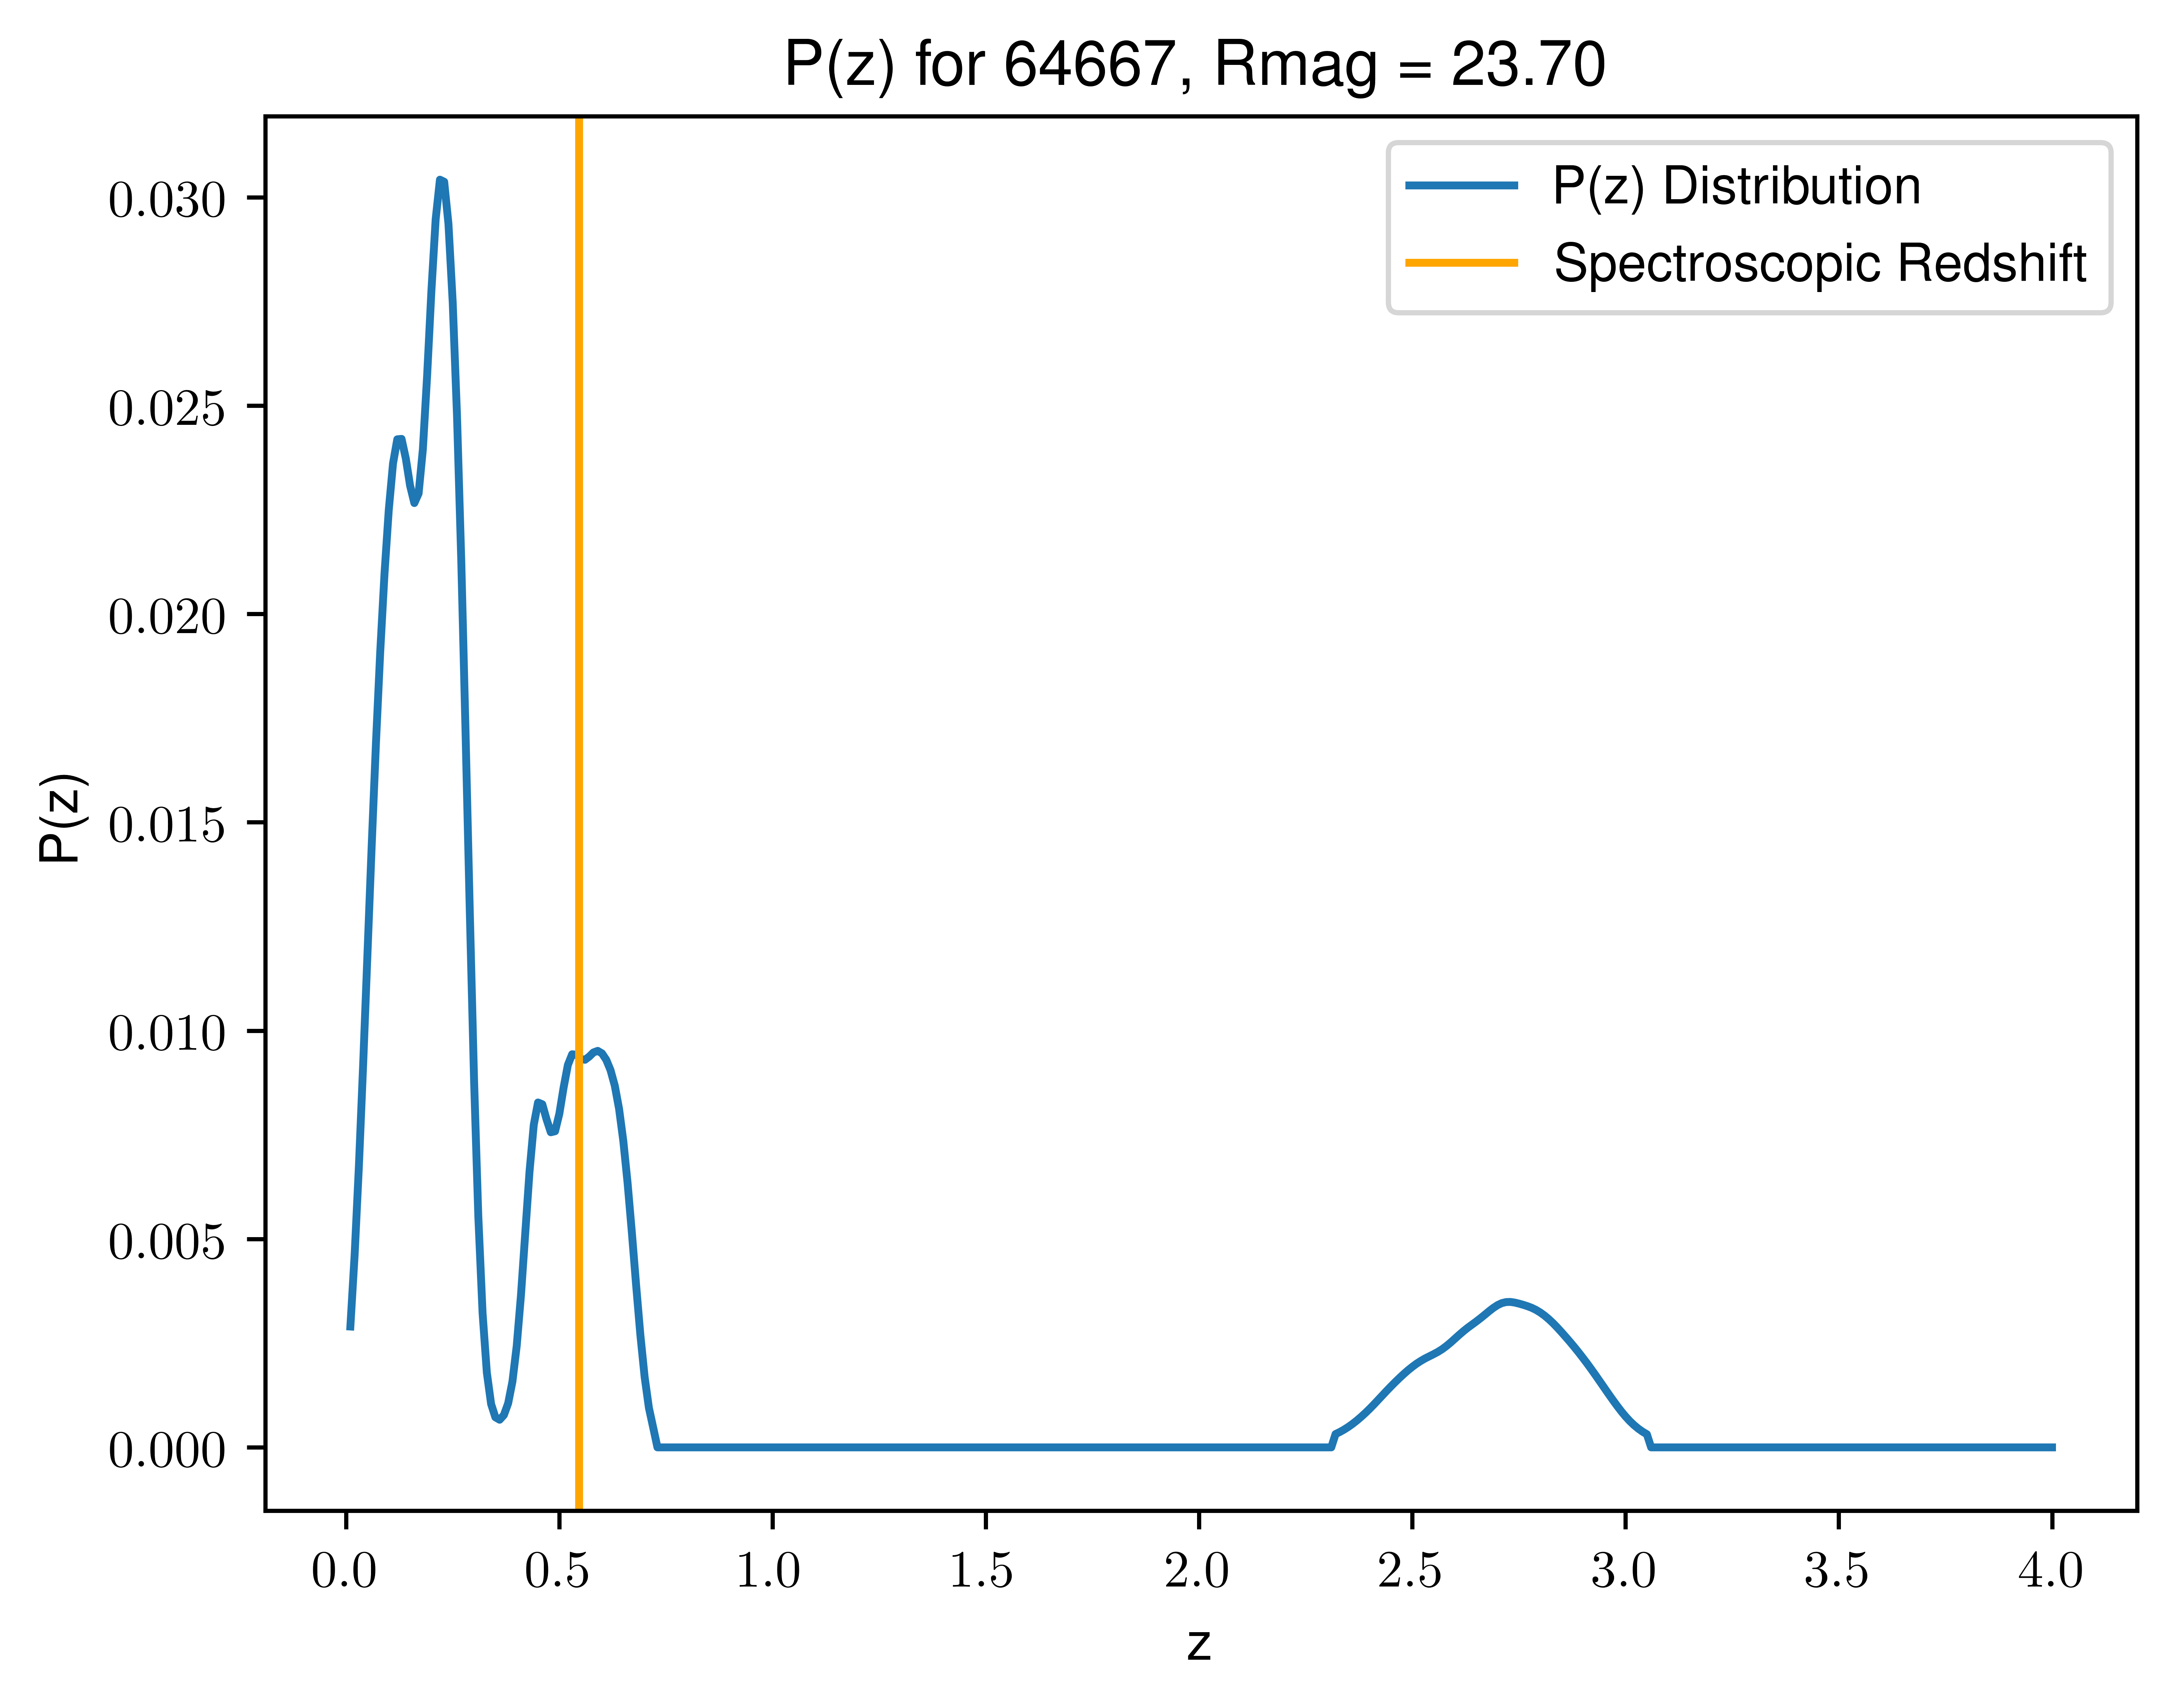 P(z) for 64667, Rmag = 23.70
P(z) Distribution
Spectroscopic Redshift
0.030
0.025
0.020
0.015
0.010
0.005
0.000
P(z)
0.0 0.5 1.0 1.5 2.0 2.5 3.0 3.5 4.0
z